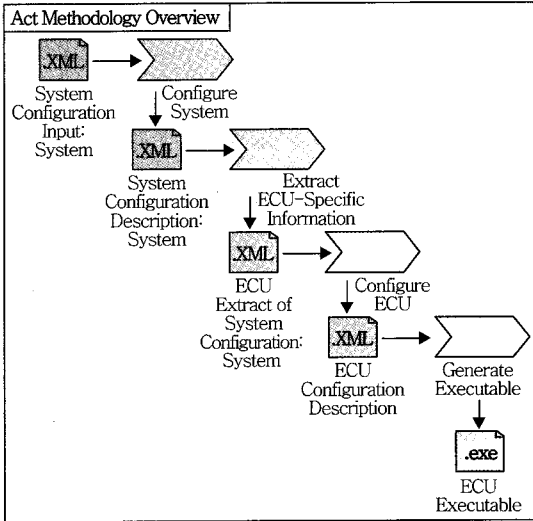 Act Methodology Overview
.XML
System
Configuration
Input:
System
Configure
System
.XML
System
Configuration
Description:
System
Extract
ECU-Specific
Information
.XML
ECU
Extract of
System
Configuration:
System
Configure
ECU
.XML
ECU
Configuration
Description
Generate
Executable
.exe
ECU
Executable